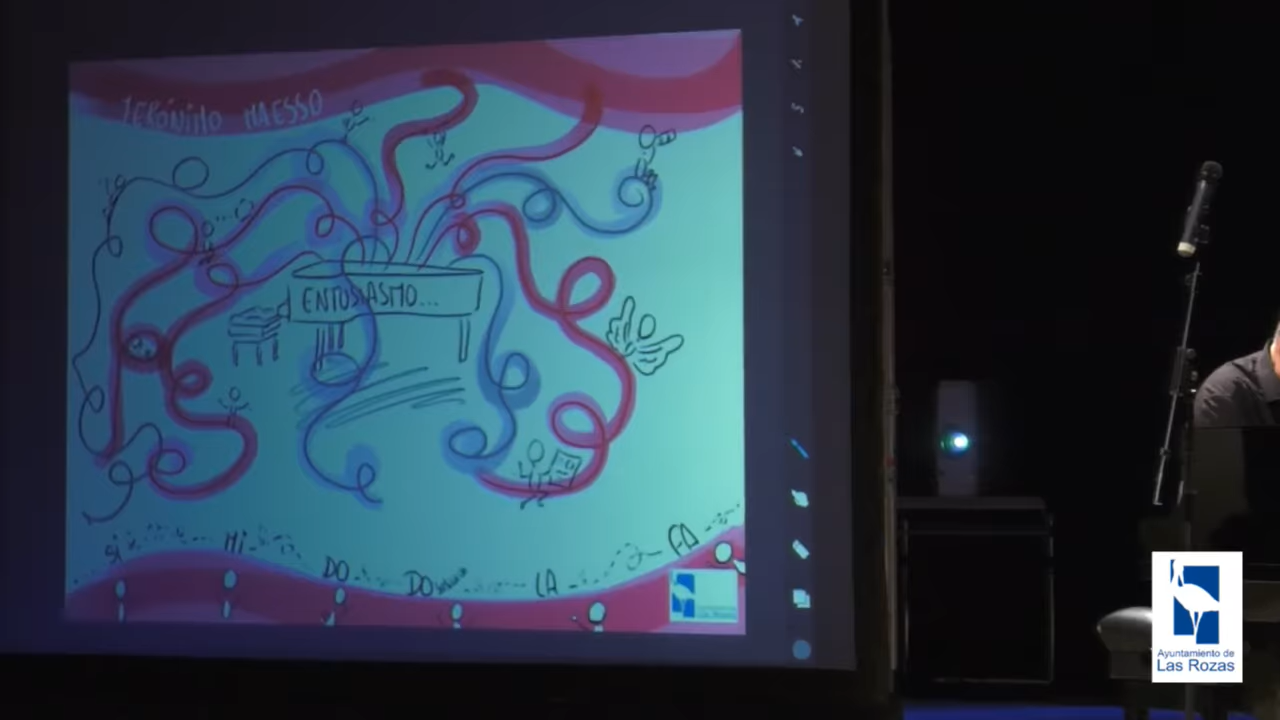 JERÓNIMO MAESSO
ENTUSIASMO...
SI
MI
DO
DO
LA
FA
Ayuntamiento de
Las Rozas